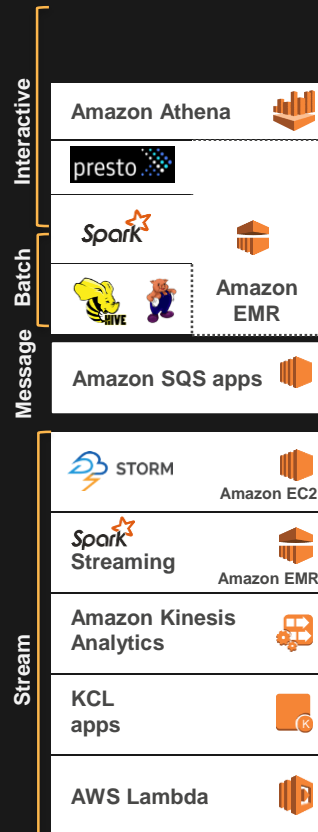 Interactive
Amazon Athena
presto
Spark
Batch
HIVE
Amazon
EMR
Message
Amazon SQS apps
Stream
STORM
Amazon EC2
Spark
Streaming
Amazon EMR
Amazon Kinesis
Analytics
KCL
apps
K
AWS Lambda